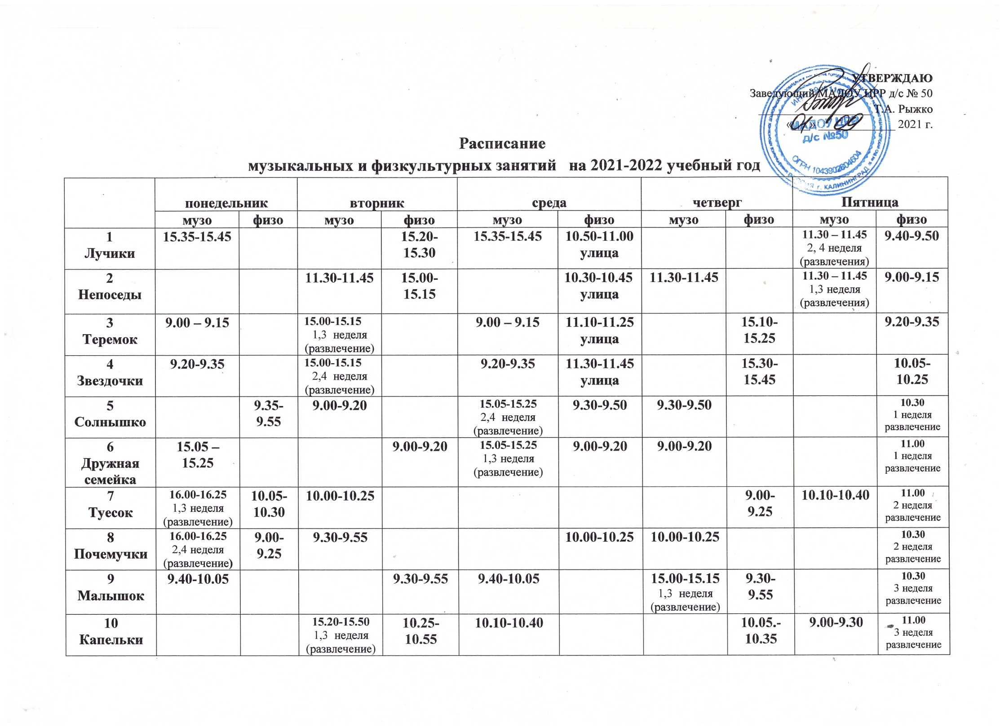 УТВЕРЖДАЮ
Заведующий МАДОУ ЦРР д/с № 50
Т.А. Рыжко
«01» 09 2021 г.
МАДОУ ЦРР
д/с №50
ОГРН 1043902804604
г. КАЛИНИНГРАД
Расписание
музыкальных и физкультурных занятий на 2021-2022 учебный год
понедельник вторник среда четверг Пятница
музо физо музо физо музо физо музо физо музо физо
1 15.35-15.45 15.20- 15.35-15.45 10.50-11.00 11.30 – 11.45 9.40-9.50
Лучики 15.30 улица 2, 4 неделя
(развлечения)
2 11.30-11.45 15.00- 10.30-10.45 11.30-11.45 11.30 – 11.45 9.00-9.15
Непоседы 15.15 улица 1,3 неделя
(развлечения)
3 9.00 – 9.15 15.00-15.15 9.00 – 9.15 11.10-11.25 15.10- 9.20-9.35
Теремок 1,3 неделя улица 15.25
(развлечение)
4 9.20-9.35 15.00-15.15 9.20-9.35 11.30-11.45 15.30- 10.05-
Звездочки 2,4 неделя улица 15.45 10.25
(развлечение)
5 9.35- 9.00-9.20 15.05-15.25 9.30-9.50 9.30-9.50 10.30
Солнышко 9.55 2,4 неделя 1 неделя
(развлечение) развлечение
6 15.05 – 9.00-9.20 15.05-15.25 9.00-9.20 9.00-9.20 11.00
Дружная 15.25 1,3 неделя 1 неделя
семейка (развлечение) развлечение
7 16.00-16.25 10.05- 10.00-10.25 9.00- 10.10-10.40 11.00
Туесок 1,3 неделя 10.30 9.25 2 неделя
(развлечение) развлечение
8 16.00-16.25 9.00- 9.30-9.55 10.00-10.25 10.00-10.25 10.30
Почемучки 2,4 неделя 9.25 2 неделя
(развлечение) развлечение
9 9.40-10.05 9.30-9.55 9.40-10.05 15.00-15.15 9.30- 10.30
Малышок 1,3 неделя 9.55 3 неделя
(развлечение) развлечение
10 15.20-15.50 10.25- 10.10-10.40 10.05.- 9.00-9.30 11.00
Капельки 1,3 неделя 10.55 10.35 3 неделя
(развлечение) развлечение